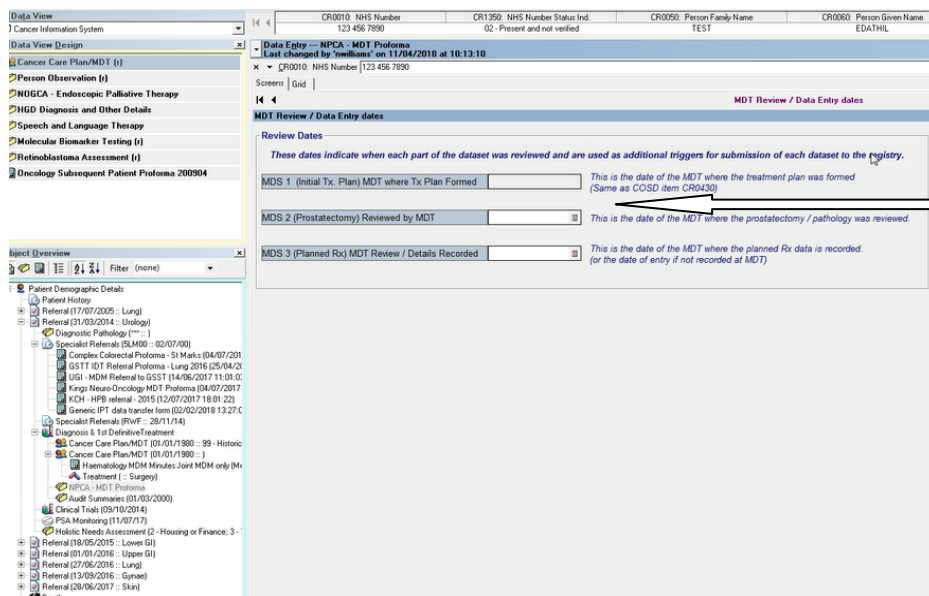 Data View
Cancer Information System
Data View Design
Cancer Care Plan/MDT (r)
Person Observation (r)
NOGCA - Endoscopic Palliative Therapy
HGD Diagnosis and Other Details
Speech and Language Therapy
Molecular Biomarker Testing (r)
Retinoblastoma Assessment (r)
Oncology Subsequent Patient Proforma 200904
bject Overview
Filter (none)
Patient Demographic Details
Patient History
Referral (17/07/2005 :: Lung)
Referral (31/03/2014 :: Urology)
Diagnostic Pathology (*** :: )
Specialist Referrals (5LM00 :: 02/07/00)
Complex Colorectal Proforma - St Marks (04/07/201
GSTT IDT Referral Proforma - Lung 2016 (25/04/20
UGI - MDM Referral to GSST (14/06/2017 11:01:0
Kings Neuro-Oncology MDT Proforma (04/07/2017
KCH - HPB referral - 2015 (12/07/2017 18:01:22)
Generic IPT data transfer form (02/02/2018 13:27:0
Specialist Referrals (RWF :: 28/11/14)
Diagnosis & 1st DefinitiveTreatment
Cancer Care Plan/MDT (01/01/1980 :: 99 - Historic
Cancer Care Plan/MDT (01/01/1980 :: )
Haematology MDM Minutes Joint MDM only (M
Treatment ( :: Surgery)
NPCA - MDT Proforma
Audit Summaries (01/03/2000)
Clinical Trials (09/10/2014)
PSA Monitoring (11/07/17)
Holistic Needs Assessment (2 - Housing or Finance; 3 -
Referral (18/05/2015 :: Lower GI)
Referral (01/01/2016 :: Upper GI)
Referral (27/06/2016 :: Lung)
Referral (13/09/2016 :: Gynae)
Referral (28/06/2017 :: Skin)
CR0010: NHS Number CR1350: NHS Number Status Ind. CR0050: Person Family Name CR0060: Person Given Name
123 456 7890 02 - Present and not verified TEST EDATHIL
Data Entry --- NPCA - MDT Proforma
Last changed by 'nwilliams' on 11/04/2018 at 10:13:10
CR0010: NHS Number 123 456 7890
Screens Grid
MDT Review / Data Entry dates
MDT Review / Data Entry dates
Review Dates
These dates indicate when each part of the dataset was reviewed and are used as additional triggers for submission of each dataset to the registry.
MDS 1 (Initial Tx. Plan) MDT where Tx Plan Formed
This is the date of the MDT where the treatment plan was formed
(Same as COSD item CR0430)
MDS 2 (Prostatectomy) Reviewed by MDT
This is the date of the MDT where the prostatectomy / pathology was reviewed.
MDS 3 (Planned Rx) MDT Review / Details Recorded
This is the date of the MDT where the planned Rx data is recorded.
(or the date of entry if not recorded at MDT)